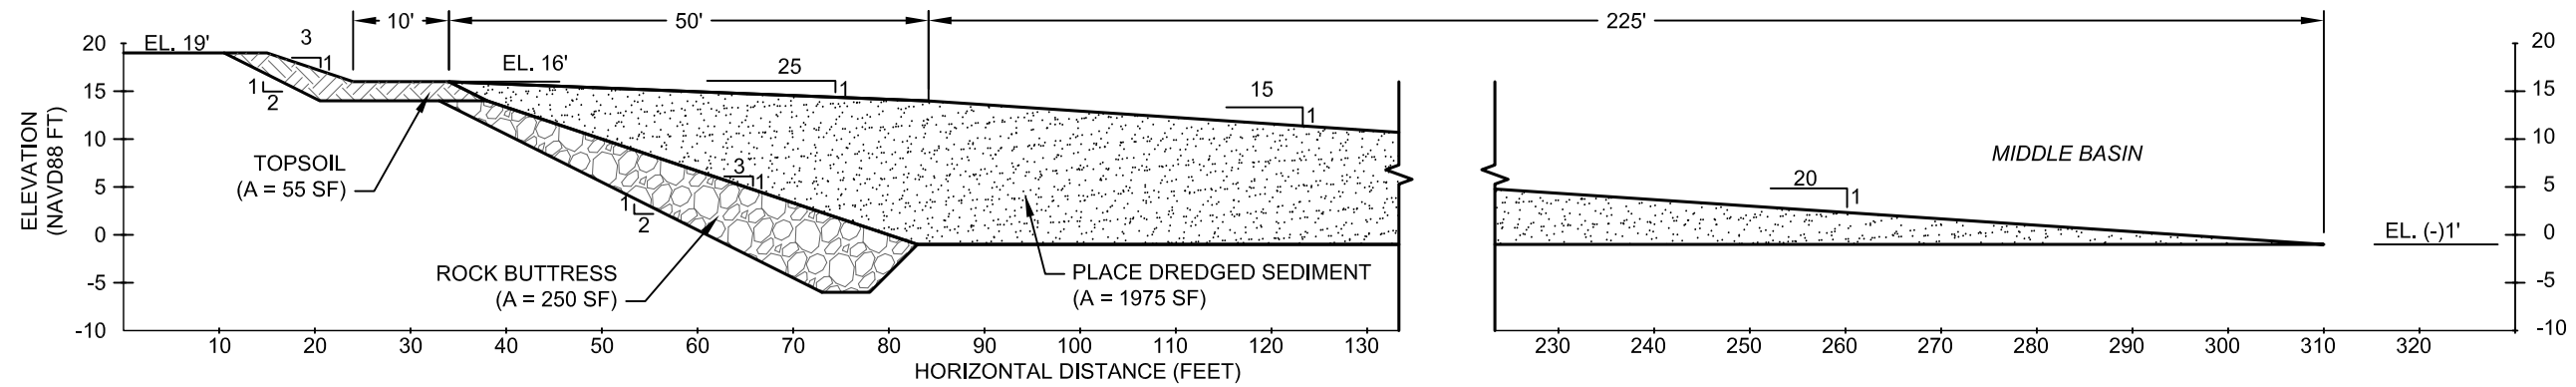 10'
50'
225'
20
15
10
5
0
-5
-10
ELEVATION
(NAVD88 FT)
EL. 19'
3
1
1
2
EL. 16'
25
1
15
1
TOPSOIL
(A = 55 SF)
3
1
1
2
ROCK BUTTRESS
(A = 250 SF)
PLACE DREDGED SEDIMENT
(A = 1975 SF)
MIDDLE BASIN
20
1
EL. (-)1'
20
15
10
5
0
-5
-10
10 20 30 40 50 60 70 80 90 100 110 120 130 230 240 250 260 270 280 290 300 310 320
HORIZONTAL DISTANCE (FEET)